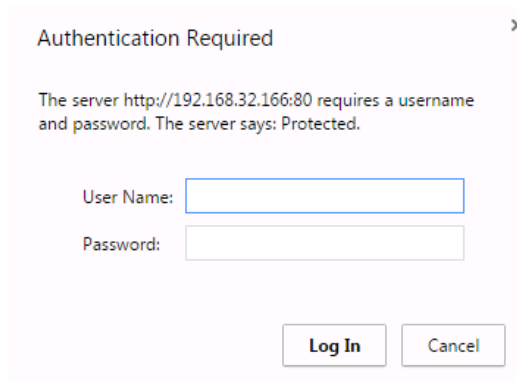 Authentication Required
The server http://192.168.32.166:80 requires a username
and password. The server says: Protected.
User Name:
Password:
Log In Cancel